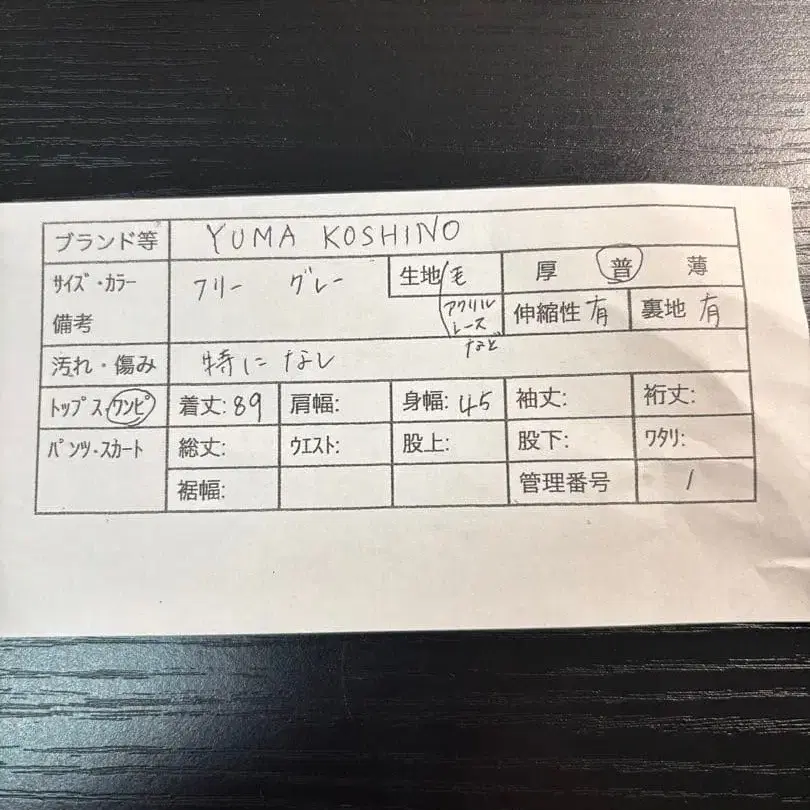 ブランド等 YUMA KOSHINO
サイズ・カラー フリー グレー 生地 毛 厚 普 薄
備考 アクリル レース など 伸縮性 有 裏地 有
汚れ・傷み 特になし
トップス・ワンピ 着丈: 89 肩幅: 身幅: 45 袖丈: 裄丈:
パンツ・スカート 総丈: ウエスト: 股上: 股下: ワタリ:
裾幅: 管理番号 1